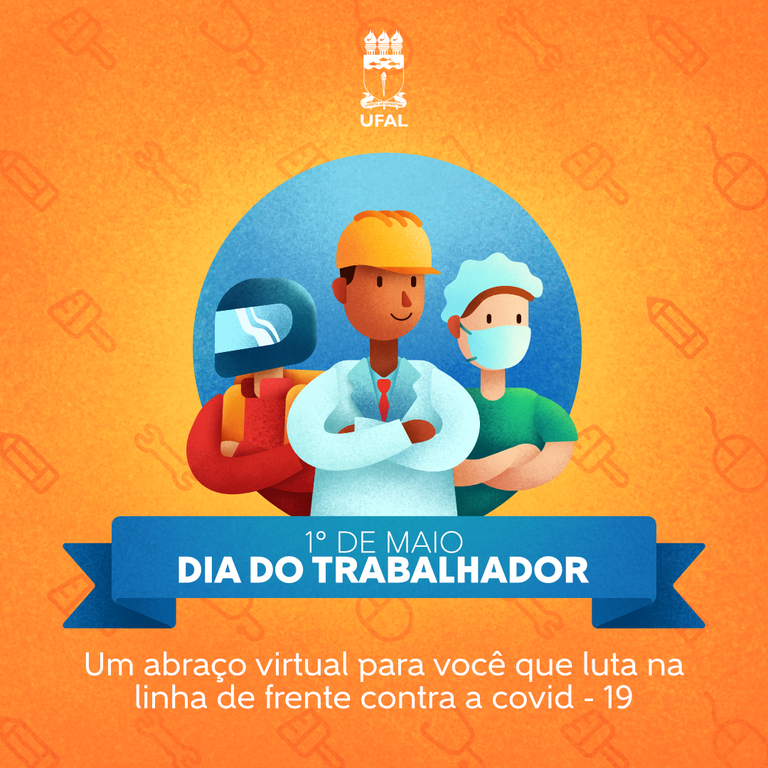 UFAL
1º DE MAIO
DIA DO TRABALHADOR
Um abraço virtual para você que luta na
linha de frente contra a covid - 19